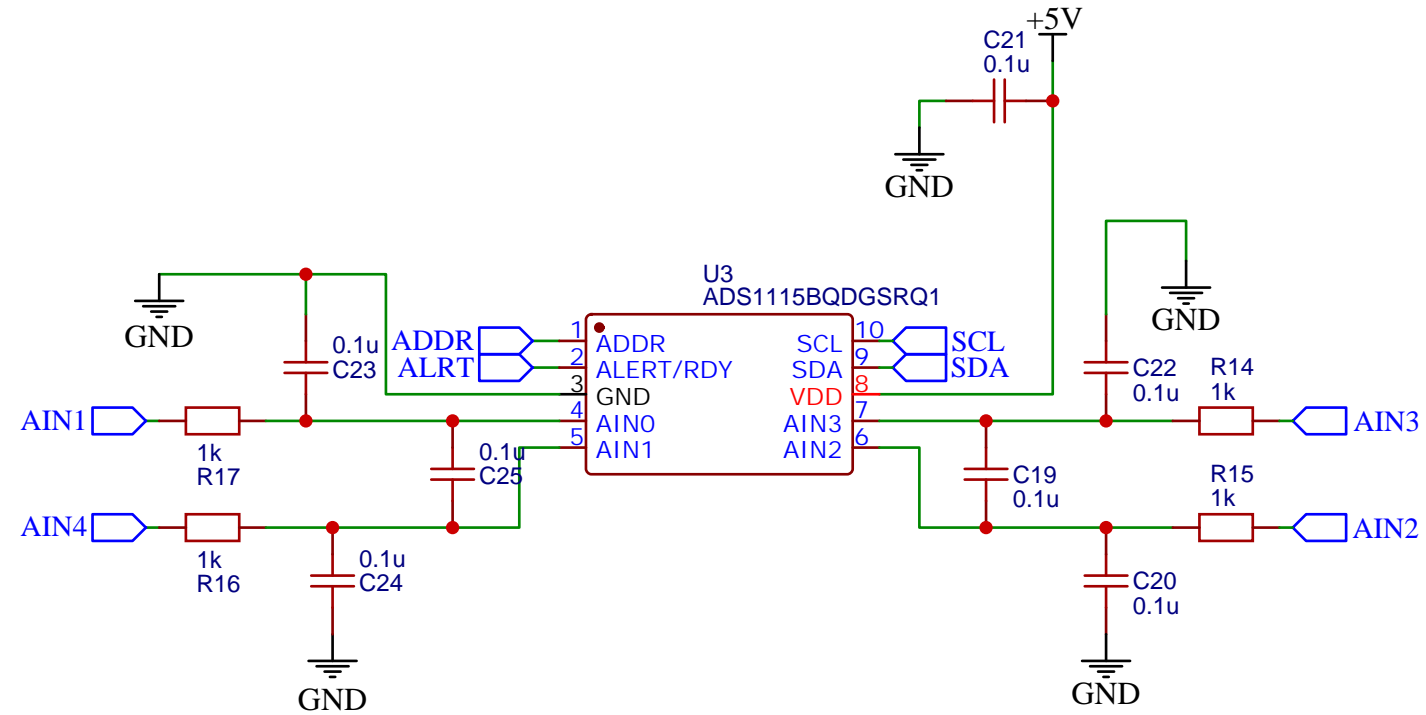 +5V
C21
0.1u
GND
GND
U3
ADS1115BQDGSRQ1
GND
0.1u
C23
ADDR
ALRT
1
2
3
4
5
ADDR
ALERT/RDY
GND
AIN0
AIN1
SCL
SDA
VDD
AIN3
AIN2
10
9
8
7
6
SCL
SDA
C22
0.1u
R14
1k
AIN3
AIN1
1k
R17
0.1u
C25
C19
0.1u
R15
1k
AIN2
AIN4
1k
R16
0.1u
C24
GND
C20
0.1u
GND